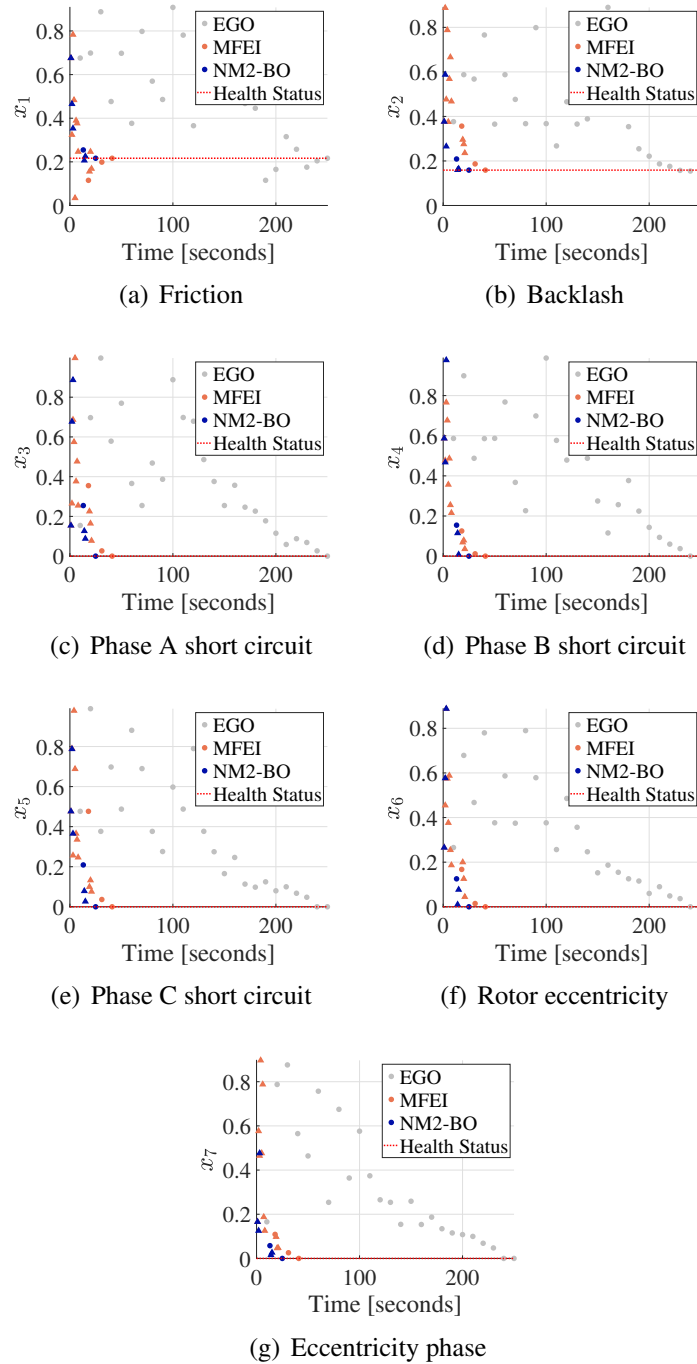 0.8
0.6
0.4
0.2
0
x1
EGO
MFEI
NM2-BO
Health Status
0 100 200
Time [seconds]
(a) Friction
0.8
0.6
0.4
0.2
0
x2
EGO
MFEI
NM2-BO
Health Status
0 100 200
Time [seconds]
(b) Backlash
0.8
0.6
0.4
0.2
0
x3
EGO
MFEI
NM2-BO
Health Status
0 100 200
Time [seconds]
(c) Phase A short circuit
0.8
0.6
0.4
0.2
0
x4
EGO
MFEI
NM2-BO
Health Status
0 100 200
Time [seconds]
(d) Phase B short circuit
0.8
0.6
0.4
0.2
0
x5
EGO
MFEI
NM2-BO
Health Status
0 100 200
Time [seconds]
(e) Phase C short circuit
0.8
0.6
0.4
0.2
0
x6
EGO
MFEI
NM2-BO
Health Status
0 100 200
Time [seconds]
(f) Rotor eccentricity
0.8
0.6
0.4
0.2
0
x7
EGO
MFEI
NM2-BO
Health Status
0 100 200
Time [seconds]
(g) Eccentricity phase